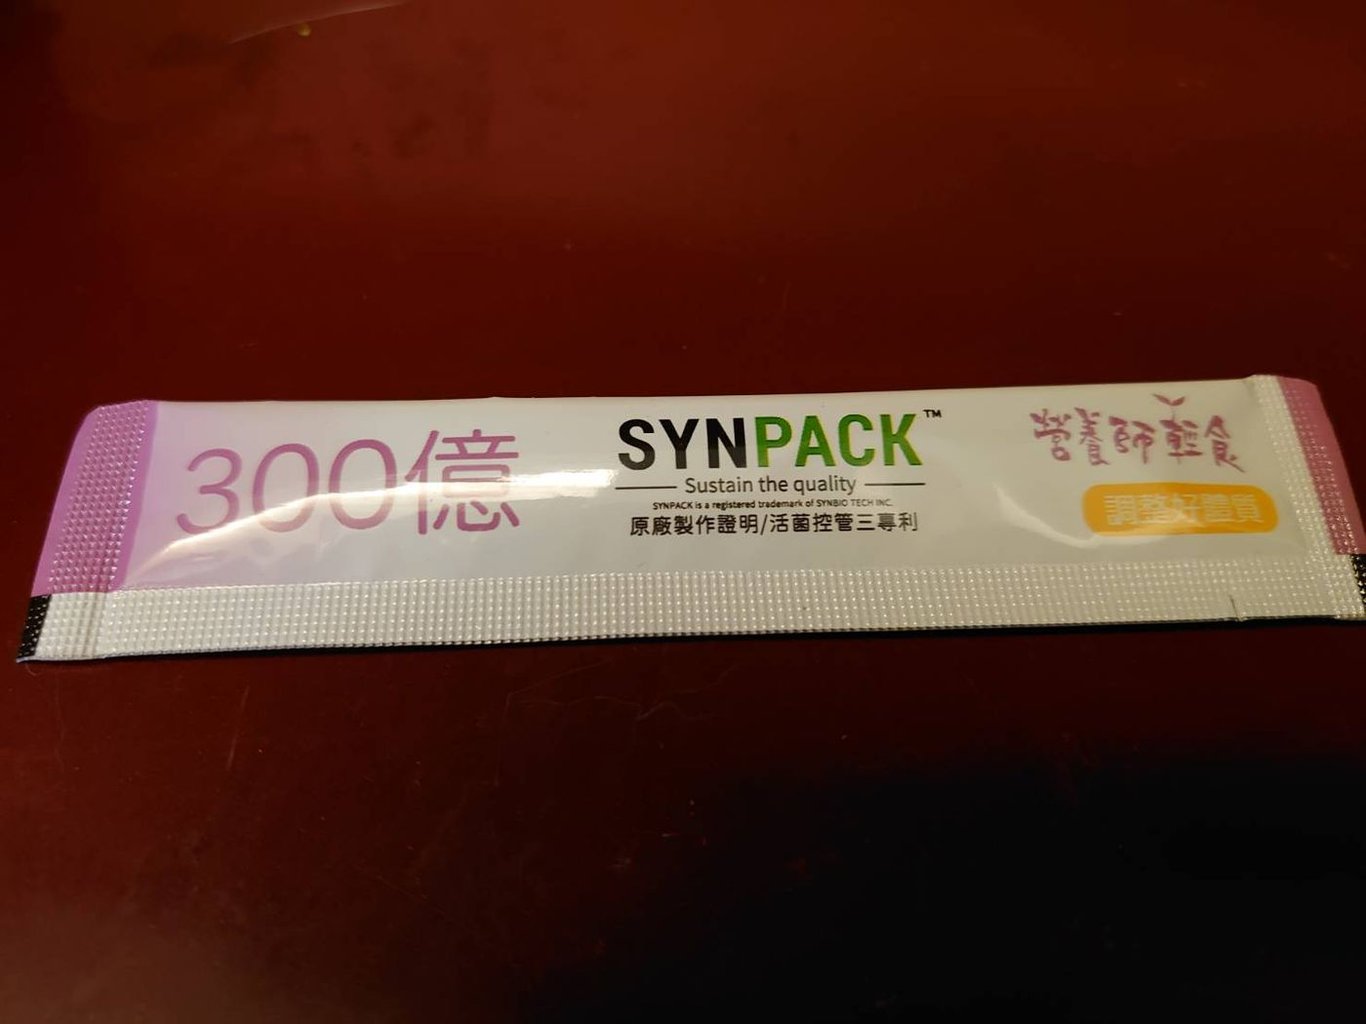 300億
SYNPACK™
Sustain the quality
SYNPACK is a registered trademark of SYNBIO TECH INC.
原廠製作證明/活菌控管三專利
營養師輕食
調整好體質